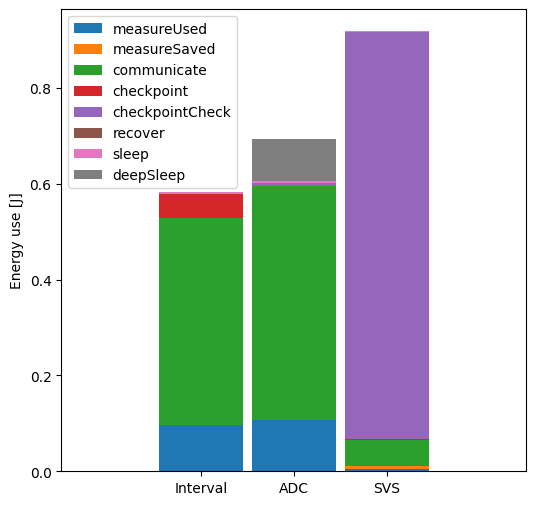 measureUsed
measureSaved
communicate
checkpoint
checkpointCheck
recover
sleep
deepSleep
Energy use [J]
0.8
0.6
0.4
0.2
0.0
Interval ADC SVS